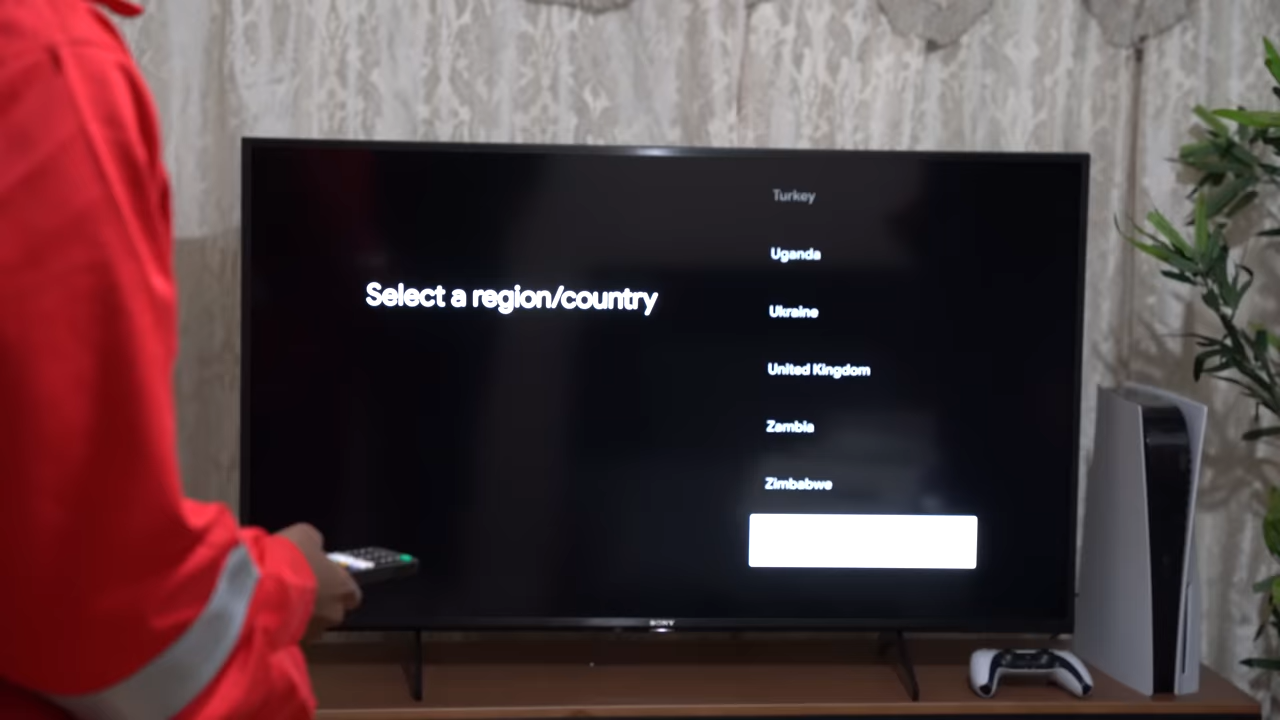 Turkey
Uganda
Select a region/country
Ukraine
United Kingdom
Zambia
Zimbabwe
SONY